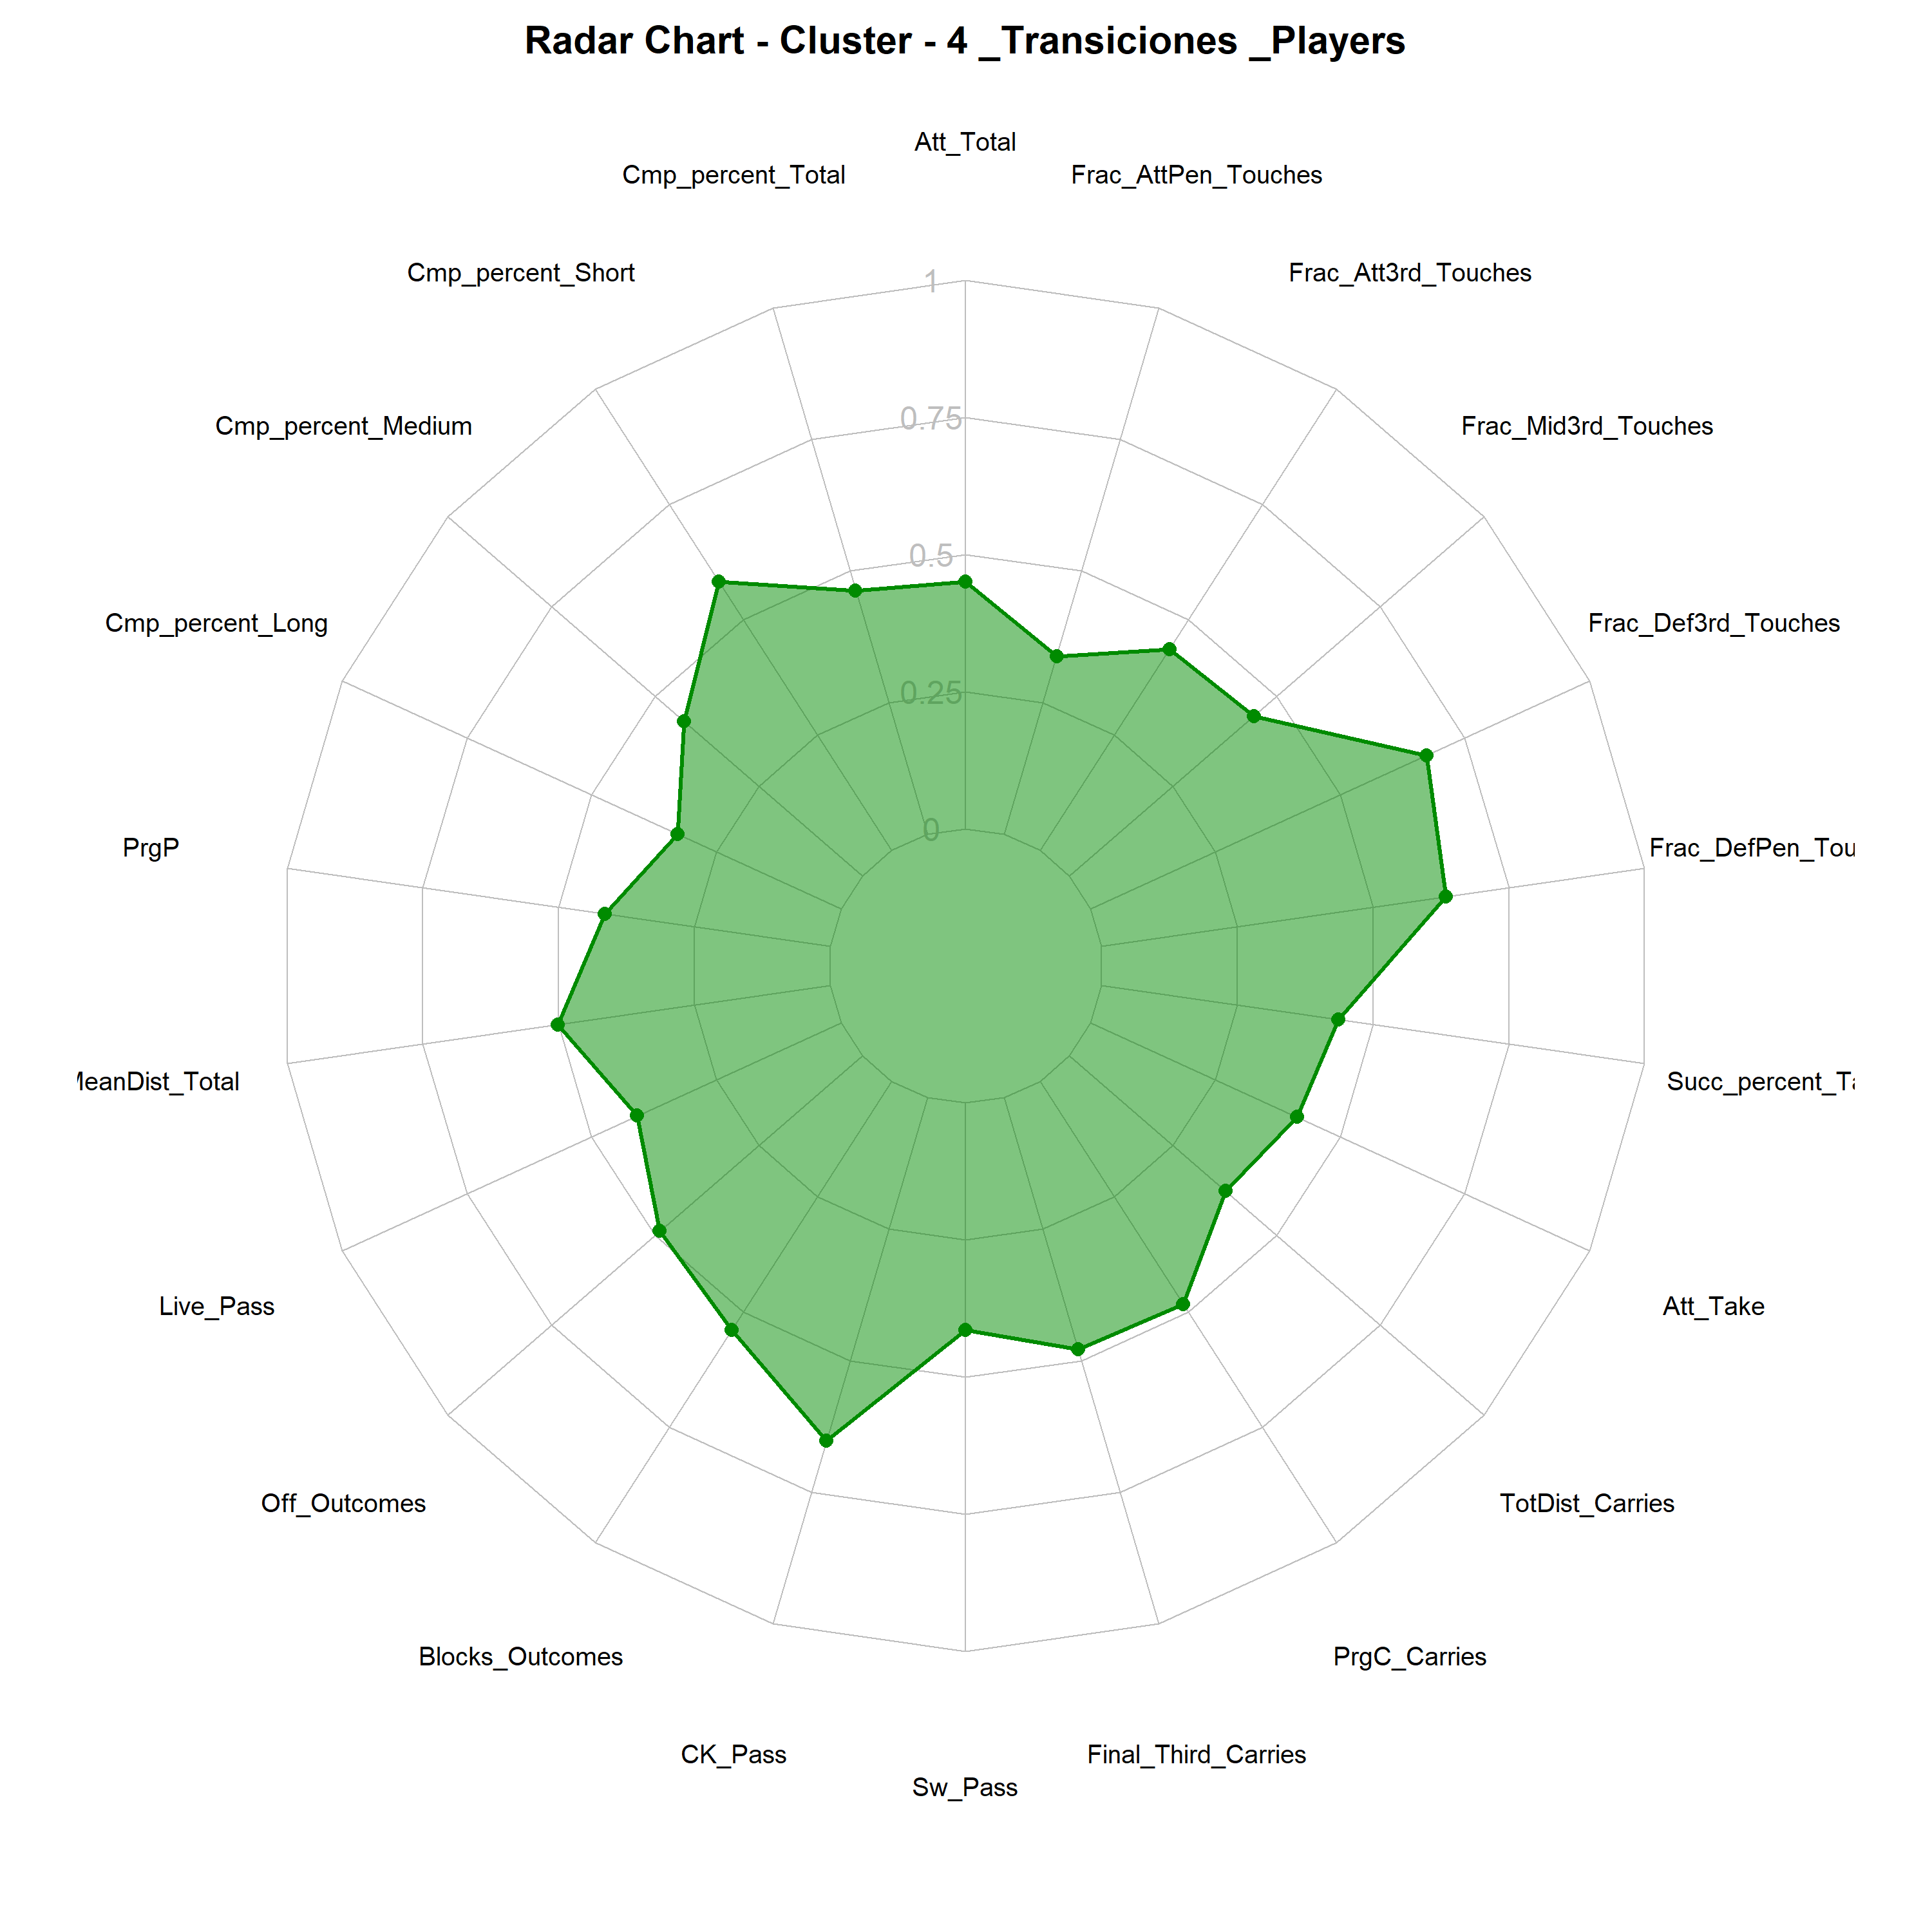 Radar Chart - Cluster - 4 _Transiciones _Players
Att_Total
Cmp_percent_Total
Frac_AttPen_Touches
Cmp_percent_Short
Frac_Att3rd_Touches
1
0.75
Cmp_percent_Medium
Frac_Mid3rd_Touches
0.5
Cmp_percent_Long
Frac_Def3rd_Touches
0.25
0
PrgP
Frac_DefPen_Tou
MeanDist_Total
Succ_percent_Ta
Live_Pass
Att_Take
Off_Outcomes
TotDist_Carries
Blocks_Outcomes
PrgC_Carries
CK_Pass
Final_Third_Carries
Sw_Pass